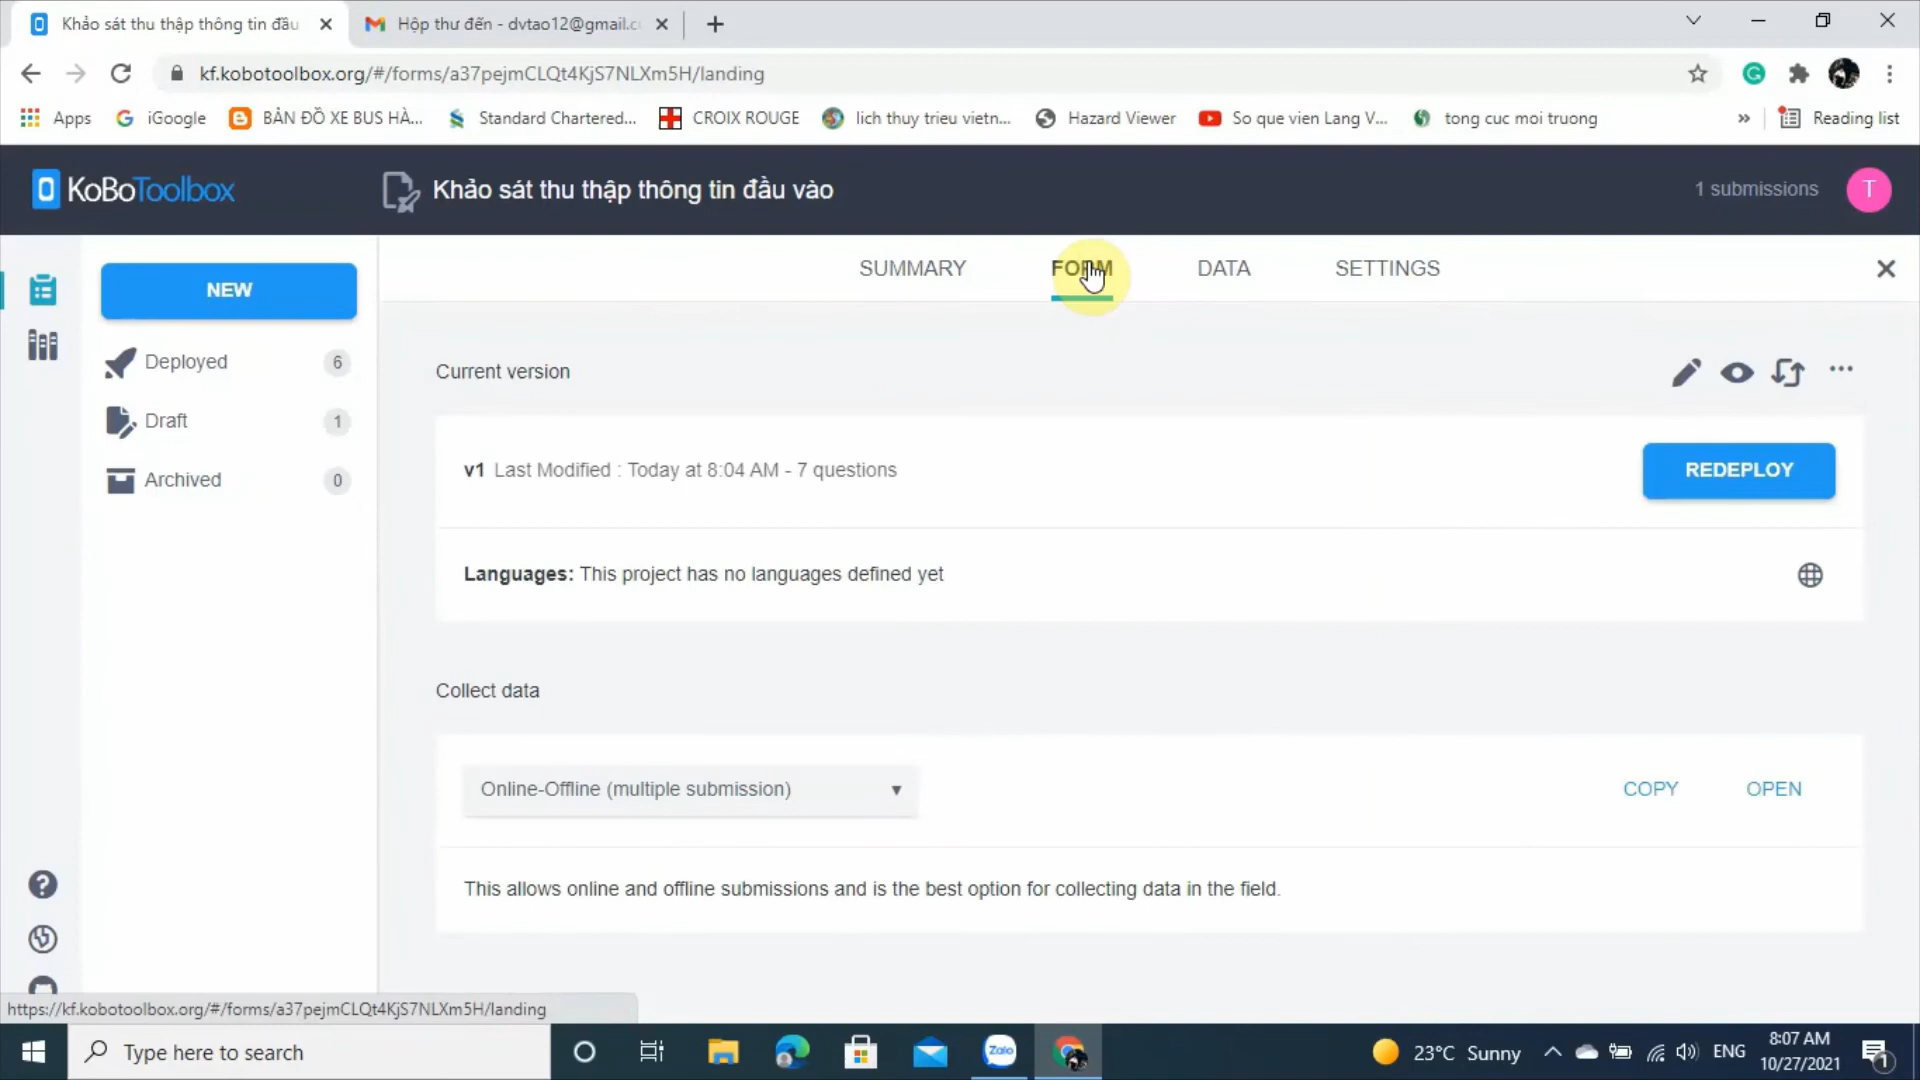 Khảo sát thu thập thông tin đầu
Hộp thư đến - dvtao12@gmail.c
kf.kobotoolbox.org/#/forms/a37pejmCLQt4KjS7NLXm5H/landing
Apps
iGoogle
BẢN ĐỒ XE BUS HÀ...
Standard Chartered...
CROIX ROUGE
lich thuy trieu vietn...
Hazard Viewer
So que vien Lang V...
tong cuc moi truong
»
Reading list
KoBoToolbox
Khảo sát thu thập thông tin đầu vào
1 submissions
T
SUMMARY
FORM
DATA
SETTINGS
NEW
Deployed 6
Draft 1
Archived 0
Current version
v1 Last Modified : Today at 8:04 AM - 7 questions
REDEPLOY
Languages: This project has no languages defined yet
Collect data
Online-Offline (multiple submission)
COPY
OPEN
This allows online and offline submissions and is the best option for collecting data in the field.
https://kf.kobotoolbox.org/#/forms/a37pejmCLQt4KjS7NLXm5H/landing
Type here to search
Zalo
23°C Sunny
ENG
8:07 AM
10/27/2021
1